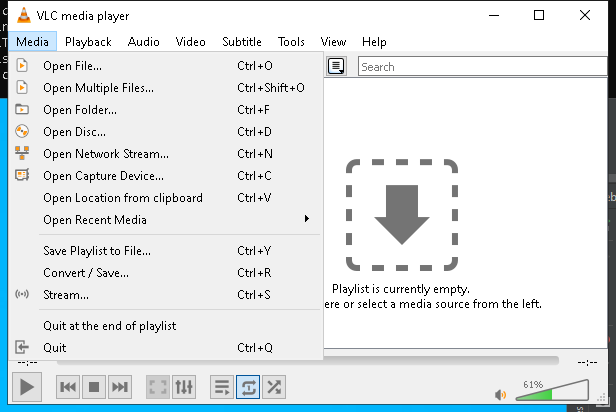 VLC media player
Media Playback Audio Video Subtitle Tools View Help
Open File... Ctrl+O
Open Multiple Files... Ctrl+Shift+O
Open Folder... Ctrl+F
Open Disc... Ctrl+D
Open Network Stream... Ctrl+N
Open Capture Device... Ctrl+C
Open Location from clipboard Ctrl+V
Open Recent Media
Save Playlist to File... Ctrl+Y
Convert / Save... Ctrl+R
Stream... Ctrl+S
Quit at the end of playlist
Quit Ctrl+Q
Search
Playlist is currently empty.
ere or select a media source from the left.
--:-- --:--
61%